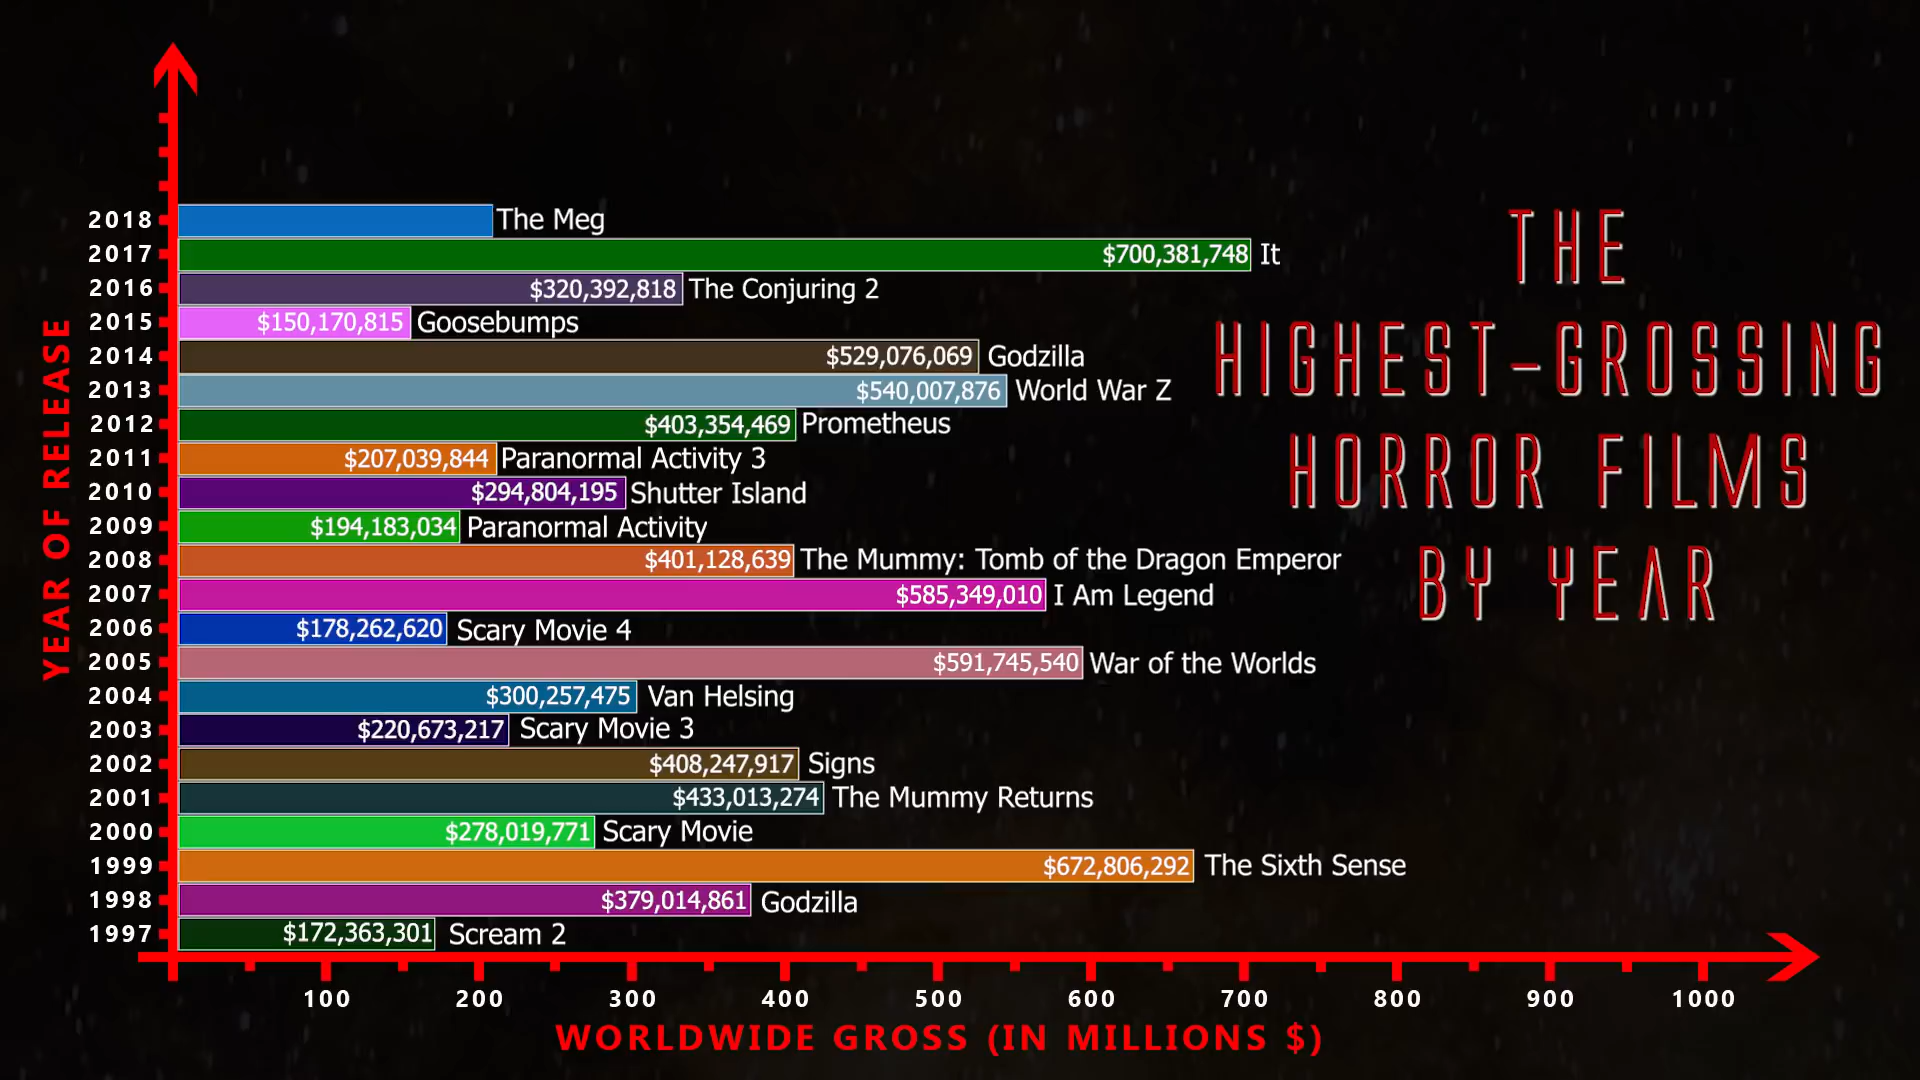 THE
HIGHEST-GROSSING
HORROR FILMS
BY YEAR
YEAR OF RELEASE
2018 The Meg
2017 $700,381,748 It
2016 $320,392,818 The Conjuring 2
2015 $150,170,815 Goosebumps
2014 $529,076,069 Godzilla
2013 $540,007,876 World War Z
2012 $403,354,469 Prometheus
2011 $207,039,844 Paranormal Activity 3
2010 $294,804,195 Shutter Island
2009 $194,183,034 Paranormal Activity
2008 $401,128,639 The Mummy: Tomb of the Dragon Emperor
2007 $585,349,010 I Am Legend
2006 $178,262,620 Scary Movie 4
2005 $591,745,540 War of the Worlds
2004 $300,257,475 Van Helsing
2003 $220,673,217 Scary Movie 3
2002 $408,247,917 Signs
2001 $433,013,274 The Mummy Returns
2000 $278,019,771 Scary Movie
1999 $672,806,292 The Sixth Sense
1998 $379,014,861 Godzilla
1997 $172,363,301 Scream 2
100 200 300 400 500 600 700 800 900 1000
WORLDWIDE GROSS (IN MILLIONS $)